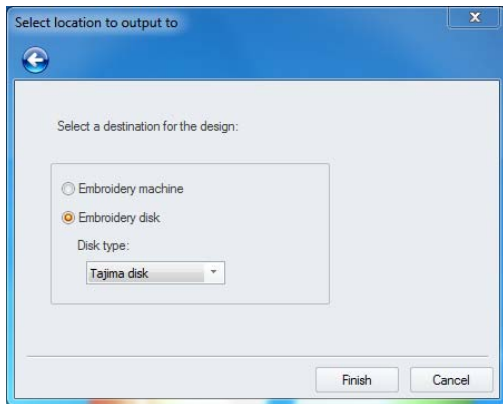 Select location to output to
Select a destination for the design:
Embroidery machine
Embroidery disk
Disk type:
Tajima disk
Finish
Cancel